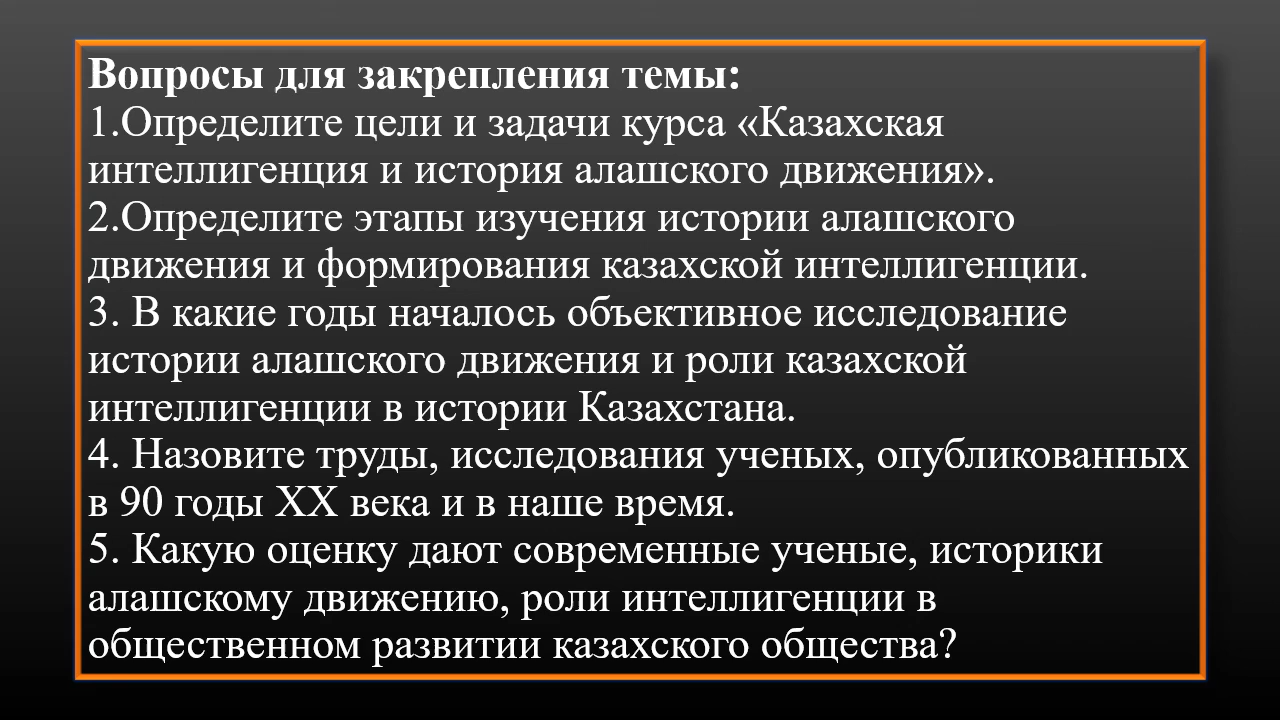 Вопросы для закрепления темы:
1.Определите цели и задачи курса «Казахская
интеллигенция и история алашского движения».
2.Определите этапы изучения истории алашского
движения и формирования казахской интеллигенции.
3. В какие годы началось объективное исследование
истории алашского движения и роли казахской
интеллигенции в истории Казахстана.
4. Назовите труды, исследования ученых, опубликованных
в 90 годы XX века и в наше время.
5. Какую оценку дают современные ученые, историки
алашскому движению, роли интеллигенции в
общественном развитии казахского общества?